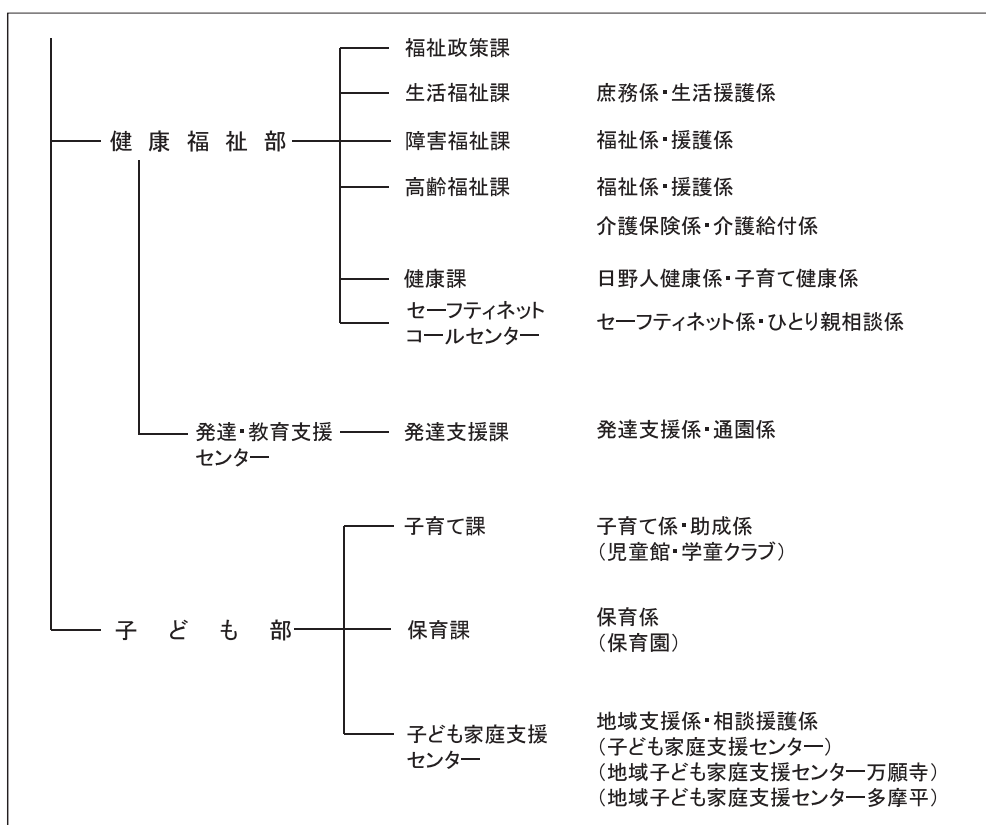 福祉政策課
生活福祉課 庶務係・生活援護係
健康福祉部 障害福祉課 福祉係・援護係
高齢福祉課 福祉係・援護係
介護保険係・介護給付係
健康課 日野人健康係・子育て健康係
セーフティネット
コールセンター セーフティネット係・ひとり親相談係
発達・教育支援
センター 発達支援課 発達支援係・通園係
子育て課 子育て係・助成係
(児童館・学童クラブ)
子ども部 保育課 保育係
(保育園)
子ども家庭支援
センター 地域支援係・相談援護係
(子ども家庭支援センター)
(地域子ども家庭支援センター万願寺)
(地域子ども家庭支援センター多摩平)